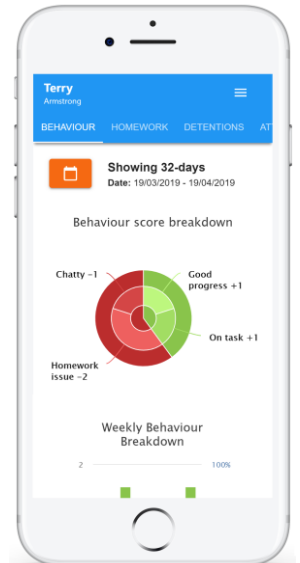 Terry
Armstrong
BEHAVIOUR HOMEWORK DETENTIONS AT
Showing 32-days
Date: 19/03/2019 - 19/04/2019
Behaviour score breakdown
Chatty −1
Good
progress +1
On task +1
Homework
issue −2
Weekly Behaviour
Breakdown
2
100%